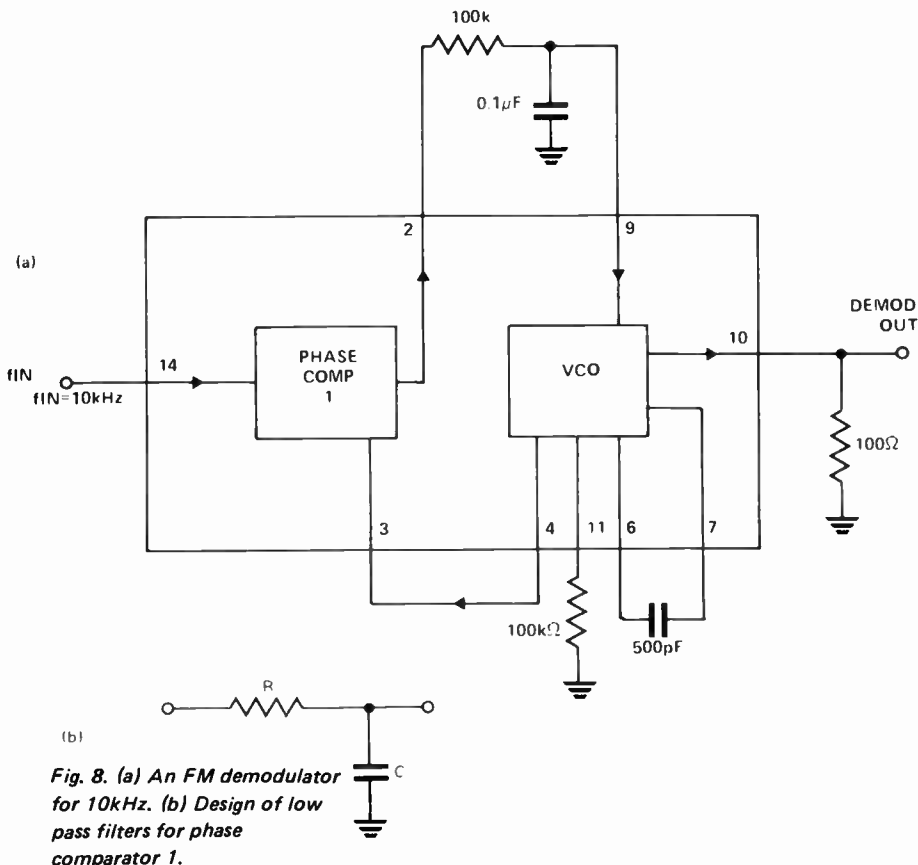 100k
0.1µF
2
9
(a)
DEMOD
OUT
10
14
PHASE
COMP
1
VCO
fIN
fIN=10kHz
100Ω
3
4
11
6
7
100kΩ
500pF
R
(b)
C
Fig. 8. (a) An FM demodulator
for 10kHz. (b) Design of low
pass filters for phase
comparator 1.